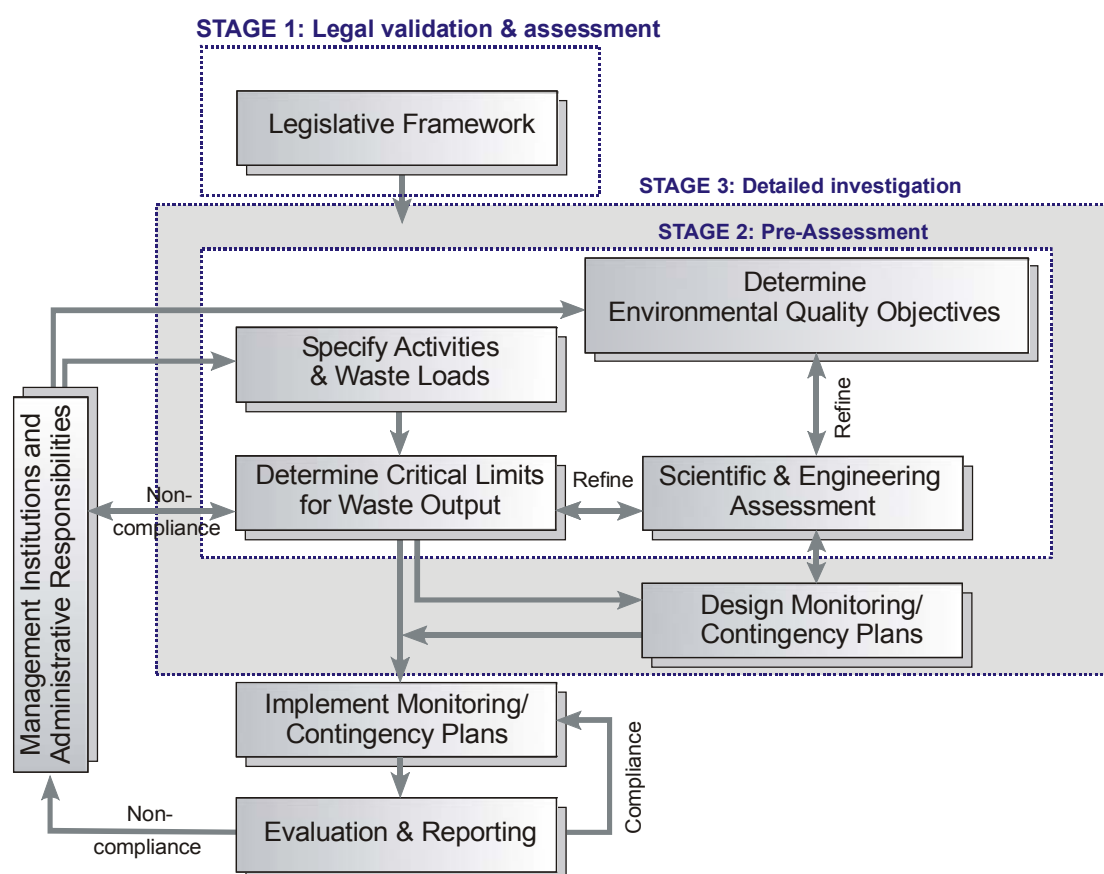 STAGE 1: Legal validation & assessment
Legislative Framework
STAGE 3: Detailed investigation
STAGE 2: Pre-Assessment
Determine
Environmental Quality Objectives
Specify Activities
& Waste Loads
Refine
Management Institutions and
Administrative Responsibilities
Non-
compliance
Determine Critical Limits
for Waste Output
Refine
Scientific & Engineering
Assessment
Design Monitoring/
Contingency Plans
Implement Monitoring/
Contingency Plans
Compliance
Non-
compliance
Evaluation & Reporting